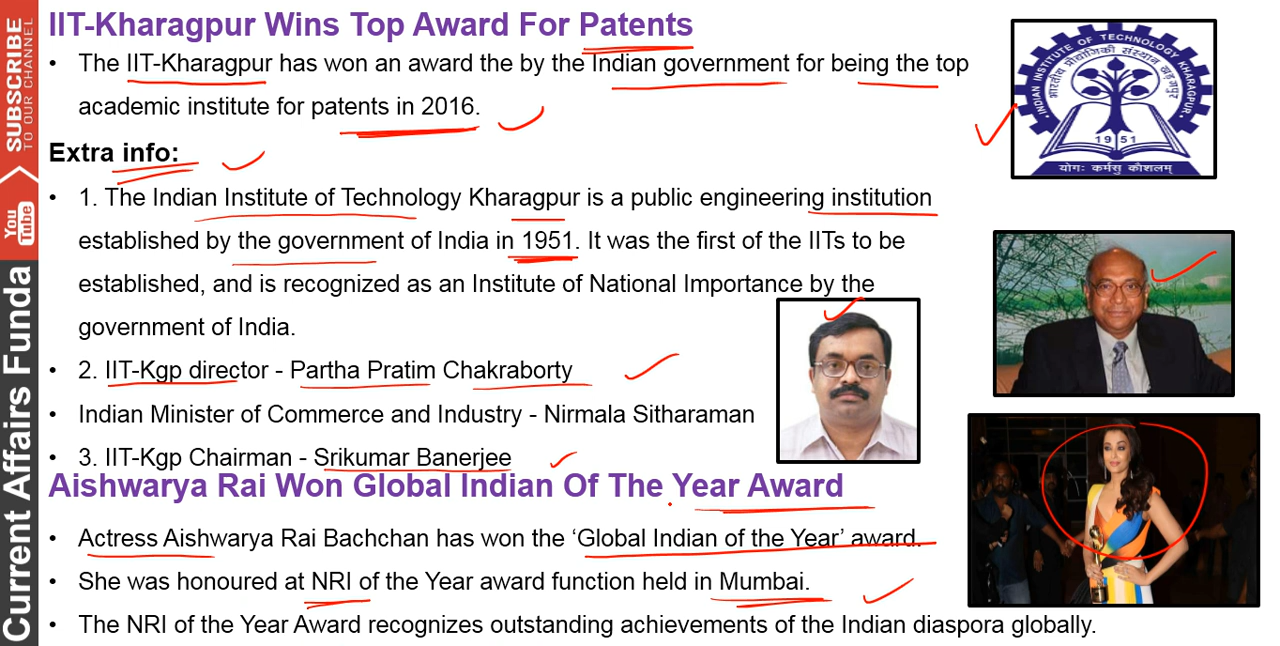 SUBSCRIBE
TO OUR CHANNEL
You
Tube
Current Affairs Funda
IIT-Kharagpur Wins Top Award For Patents
• The IIT-Kharagpur has won an award the by the Indian government for being the top
academic institute for patents in 2016.
Extra info:
• 1. The Indian Institute of Technology Kharagpur is a public engineering institution
established by the government of India in 1951. It was the first of the IITs to be
established, and is recognized as an Institute of National Importance by the
government of India.
• 2. IIT-Kgp director - Partha Pratim Chakraborty
• Indian Minister of Commerce and Industry - Nirmala Sitharaman
• 3. IIT-Kgp Chairman - Srikumar Banerjee
Aishwarya Rai Won Global Indian Of The Year Award
• Actress Aishwarya Rai Bachchan has won the ‘Global Indian of the Year’ award.
• She was honoured at NRI of the Year award function held in Mumbai.
• The NRI of the Year Award recognizes outstanding achievements of the Indian diaspora globally.
INDIAN INSTITUTE OF TECHNOLOGY KHARAGPUR
भारतीय प्रौद्योगिकी संस्थान खड़गपुर
1951
योगः कर्मसु कौशलम्